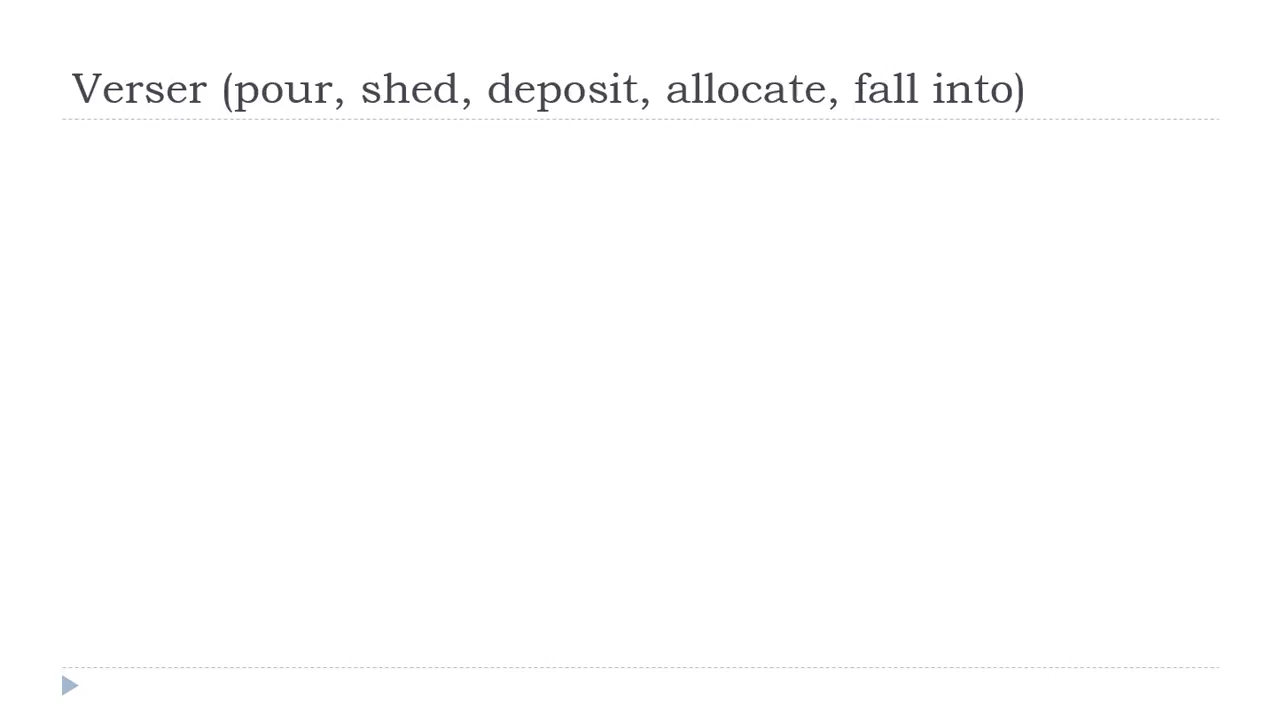 Verser (pour, shed, deposit, allocate, fall into)